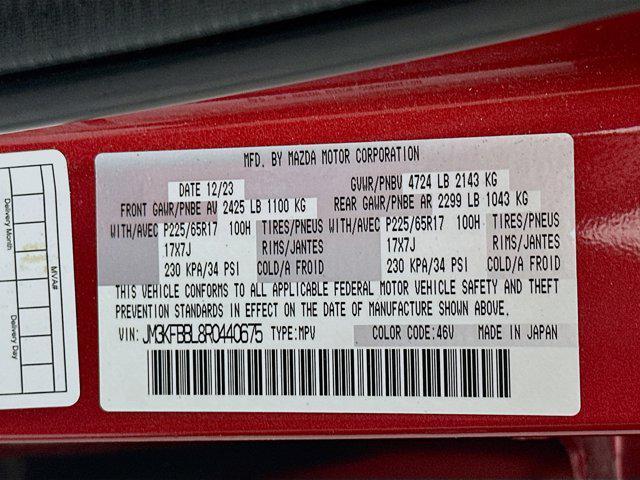 MFD. BY MAZDA MOTOR CORPORATION
DATE 12/23 GVWR/PNBV 4724 LB 2143 KG
FRONT GAWR/PNBE AV 2425 LB 1100 KG REAR GAWR/PNBE AR 2299 LB 1043 KG
WITH/AVEC P225/65R17 100H TIRES/PNEUS WITH/AVEC P225/65R17 100H TIRES/PNEUS
17X7J RIMS/JANTES 17X7J RIMS/JANTES
230 KPA/34 PSI COLD/A FROID 230 KPA/34 PSI COLD/A FROID
THIS VEHICLE CONFORMS TO ALL APPLICABLE FEDERAL MOTOR VEHICLE SAFETY AND THEFT
PREVENTION STANDARDS IN EFFECT ON THE DATE OF MANUFACTURE SHOWN ABOVE.
VIN: JM3KFBBL8R0440675 TYPE: MPV COLOR CODE: 46V MADE IN JAPAN
Delivery Month
MVA#
Delivery Day